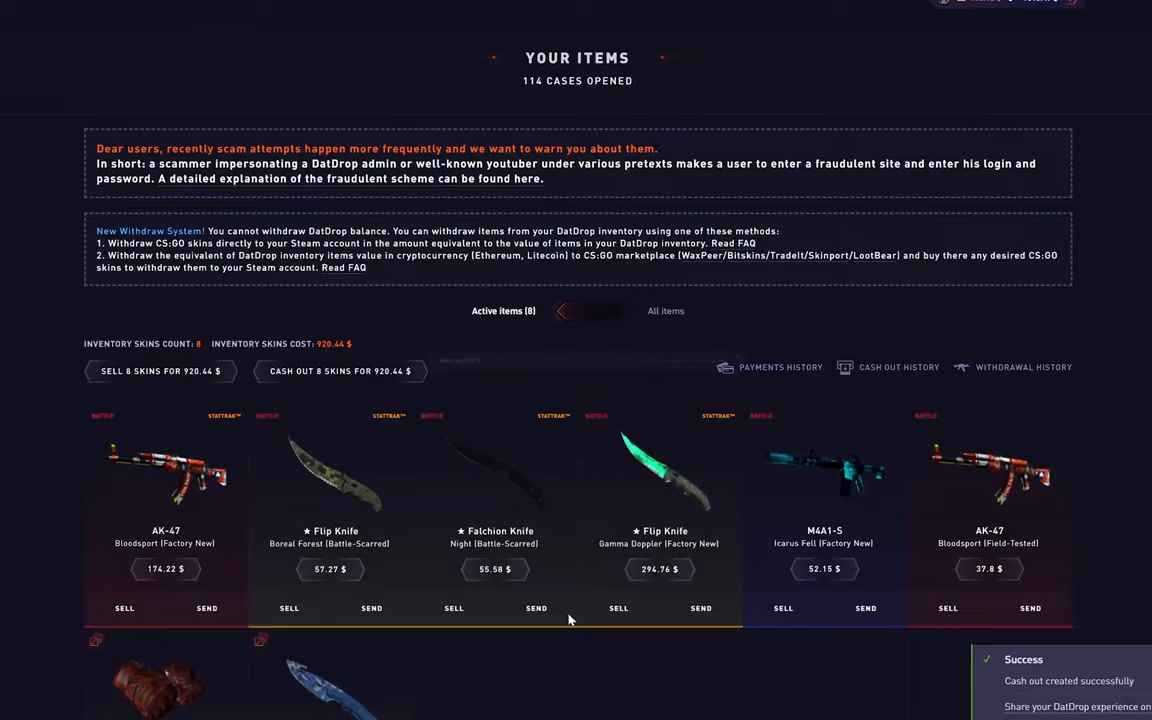 YOUR ITEMS
114 CASES OPENED
Dear users, recently scam attempts happen more frequently and we want to warn you about them.
In short: a scammer impersonating a DatDrop admin or well-known youtuber under various pretexts makes a user to enter a fraudulent site and enter his login and
password. A detailed explanation of the fraudulent scheme can be found here.
New Withdraw System! You cannot withdraw DatDrop balance. You can withdraw items from your DatDrop inventory using one of these methods:
1. Withdraw CS:GO skins directly to your Steam account in the amount equivalent to the value of items in your DatDrop inventory. Read FAQ
2. Withdraw the equivalent of DatDrop inventory items value in cryptocurrency (Ethereum, Litecoin) to CS:GO marketplace (WaxPeer/Bitskins/TradeIt/Skinport/LootBear) and buy there any desired CS:GO
skins to withdraw them to your Steam account. Read FAQ
Active items (8) All items
INVENTORY SKINS COUNT: 8 INVENTORY SKINS COST: 920.44 $
SELL 8 SKINS FOR 920.44 $ CASH OUT 8 SKINS FOR 920.44 $ PAYMENTS HISTORY CASH OUT HISTORY WITHDRAWAL HISTORY
BATTLE STATTRAK™ BATTLE STATTRAK™ BATTLE STATTRAK™ BATTLE STATTRAK™ BATTLE BATTLE
AK-47 ★ Flip Knife ★ Falchion Knife ★ Flip Knife M4A1-S AK-47
Bloodsport (Factory New) Boreal Forest (Battle-Scarred) Night (Battle-Scarred) Gamma Doppler (Factory New) Icarus Fell (Factory New) Bloodsport (Field-Tested)
174.22 $ 57.27 $ 55.58 $ 294.76 $ 52.15 $ 37.8 $
SELL SEND SELL SEND SELL SEND SELL SEND SELL SEND SELL SEND
Success
Cash out created successfully
Share your DatDrop experience on